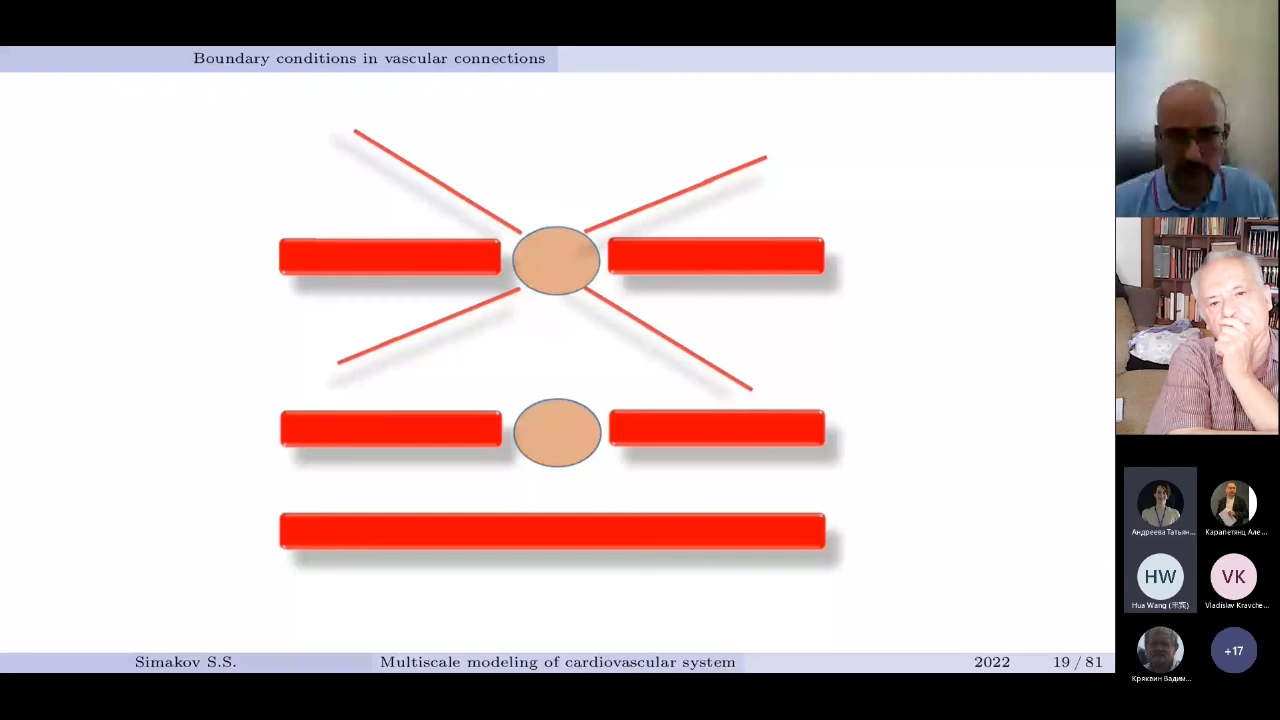 Boundary conditions in vascular connections
Simakov S.S.
Multiscale modeling of cardiovascular system
2022
19 / 81
Андреева Татьян...
Карапетянц Але...
HW
VK
Hua Wang
Vladislav Kravche...
+17
Кряквин Вадим...